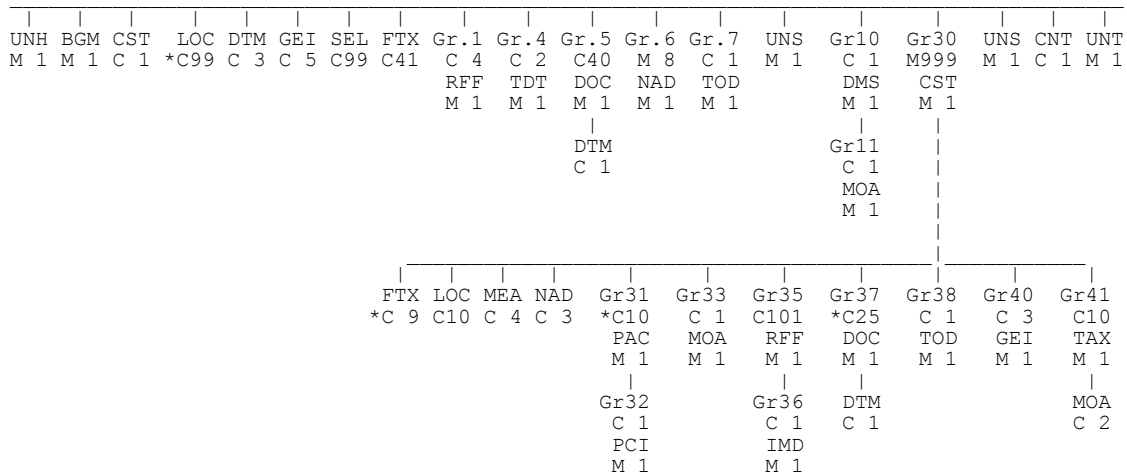 UNH BGM CST LOC DTM GEI SEL FTX Gr.1 Gr.4 Gr.5 Gr.6 Gr.7 UNS Gr10 Gr30 UNS CNT UNT
M 1 M 1 C 1 *C99 C 3 C 5 C99 C41 C 4 C 2 C40 M 8 C 1 M 1 C 1 M999 M 1 C 1 M 1
RFF TDT DOC NAD TOD DMS CST
M 1 M 1 M 1 M 1 M 1 M 1 M 1
DTM Gr11
C 1 C 1
MOA
M 1
FTX LOC MEA NAD Gr31 Gr33 Gr35 Gr37 Gr38 Gr40 Gr41
*C 9 C10 C 4 C 3 *C10 C 1 C101 *C25 C 1 C 3 C10
PAC MOA RFF DOC TOD GEI TAX
M 1 M 1 M 1 M 1 M 1 M 1 M 1
Gr32 Gr36 DTM MOA
C 1 C 1 C 1 C 2
PCI IMD
M 1 M 1